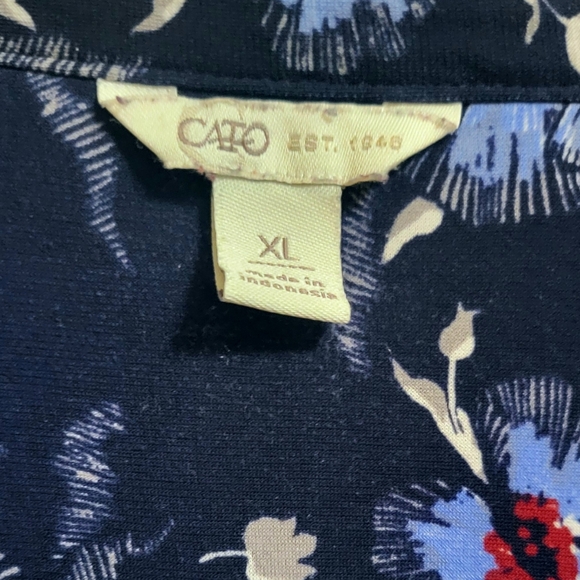 CATO EST. 1946
XL
made in
indonesia